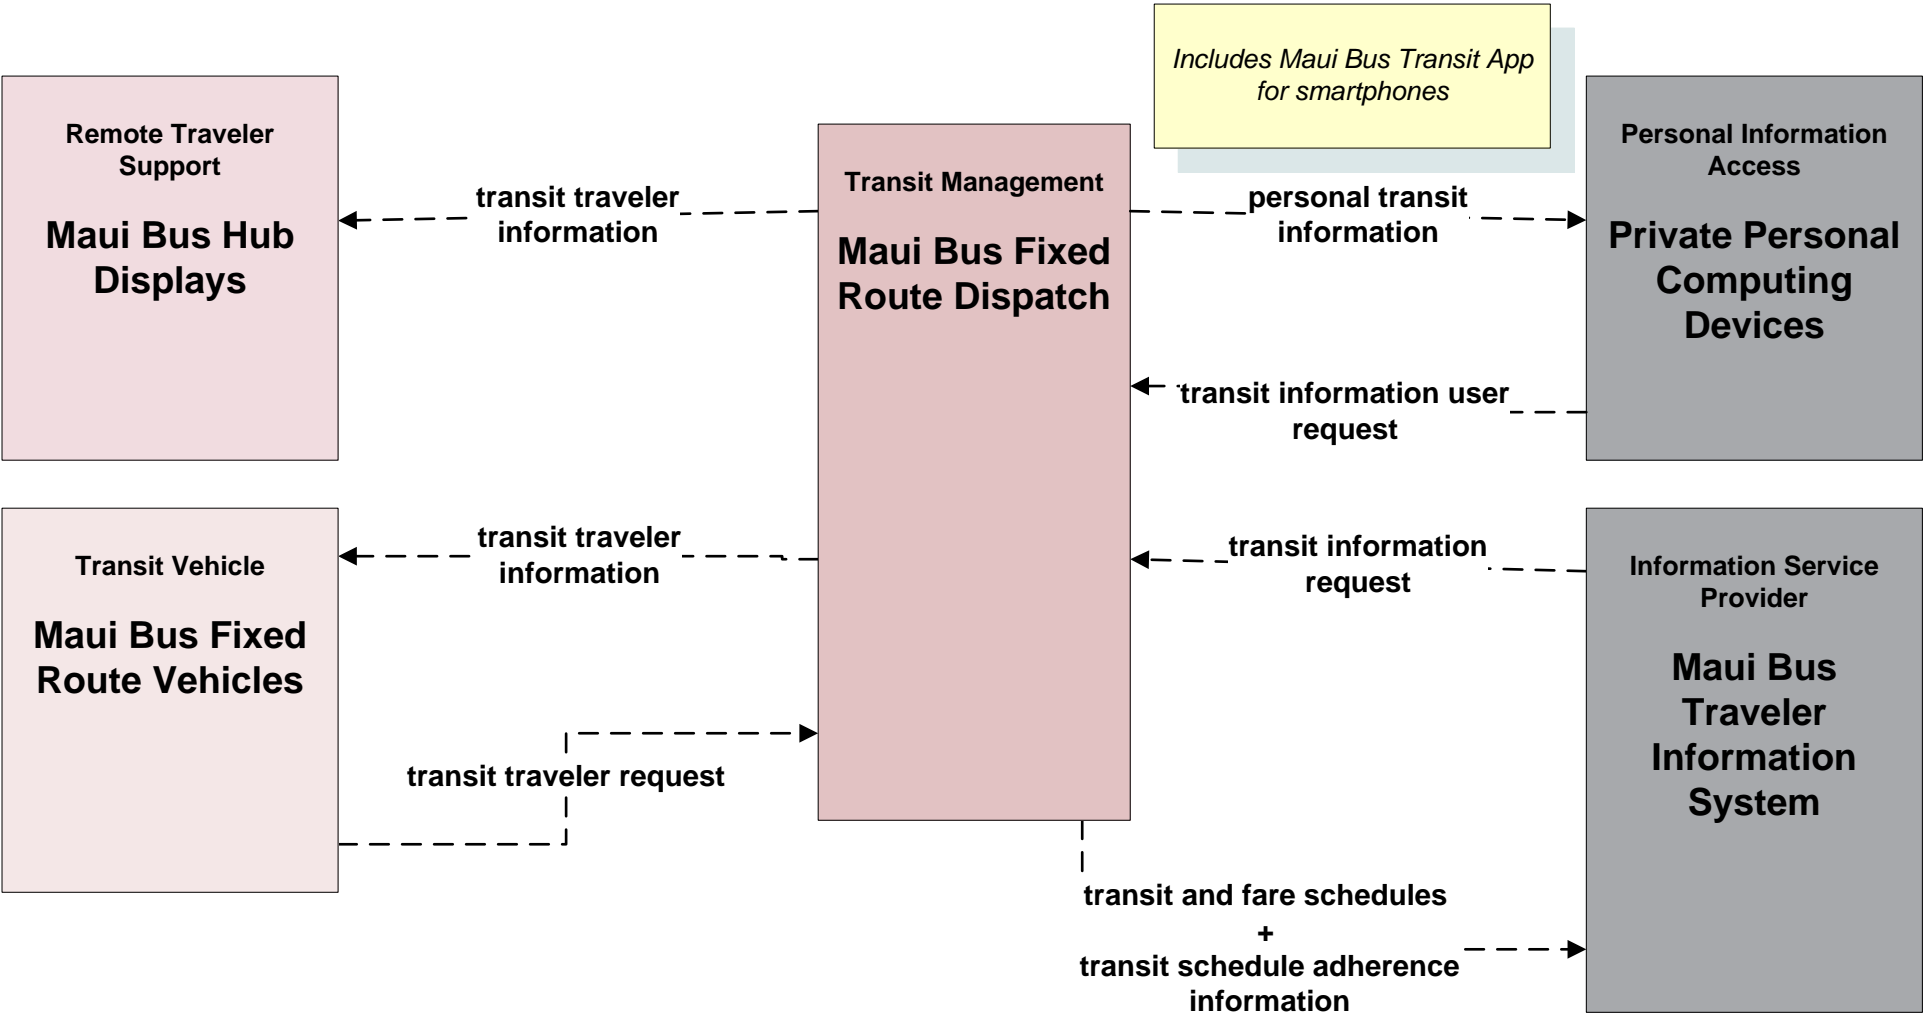 Includes Maui Bus Transit App
for smartphones
Remote Traveler
Support
Maui Bus Hub
Displays
transit traveler
information
Transit Management
Maui Bus Fixed
Route Dispatch
personal transit
information
Personal Information
Access
Private Personal
Computing
Devices
transit information user
request
Transit Vehicle
Maui Bus Fixed
Route Vehicles
transit traveler
information
transit information
request
Information Service
Provider
Maui Bus
Traveler
Information
System
transit traveler request
transit and fare schedules
+
transit schedule adherence
information